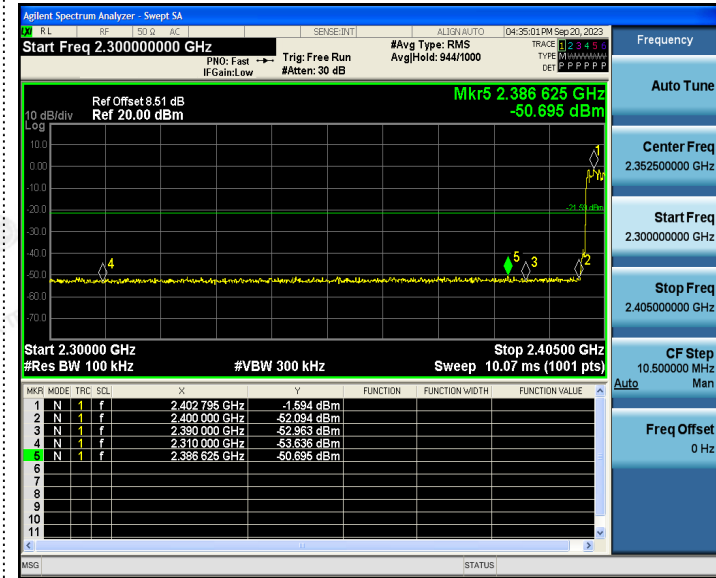 Agilent Spectrum Analyzer - Swept SA
LXI RL RF 50 Ω AC SENSE:INT ALIGN AUTO 04:35:01 PM Sep 20, 2023
Start Freq 2.300000000 GHz #Avg Type: RMS TRACE 1 2 3 4 5 6
PNO: Fast Trig: Free Run Avg|Hold: 944/1000 TYPE M
IFGain:Low #Atten: 30 dB DET P P P P P P
Ref Offset 8.51 dB Mkr5 2.386 625 GHz
10 dB/div Ref 20.00 dBm -50.695 dBm
Log
10.0
0.00
-10.0
-20.0
-30.0
-40.0
-50.0
-60.0
-70.0
1
-21.59 dBm
4 5 3 2
Start 2.30000 GHz Stop 2.40500 GHz
#Res BW 100 kHz #VBW 300 kHz Sweep 10.07 ms (1001 pts)
MKR MODE TRC SCL X Y FUNCTION FUNCTION WIDTH FUNCTION VALUE
1 N 1 f 2.402 795 GHz -1.594 dBm
2 N 1 f 2.400 000 GHz -52.094 dBm
3 N 1 f 2.390 000 GHz -52.963 dBm
4 N 1 f 2.310 000 GHz -53.636 dBm
5 N 1 f 2.386 625 GHz -50.695 dBm
6
7
8
9
10
11
MSG STATUS
Frequency
Auto Tune
Center Freq
2.352500000 GHz
Start Freq
2.300000000 GHz
Stop Freq
2.405000000 GHz
CF Step
10.500000 MHz
Auto Man
Freq Offset
0 Hz